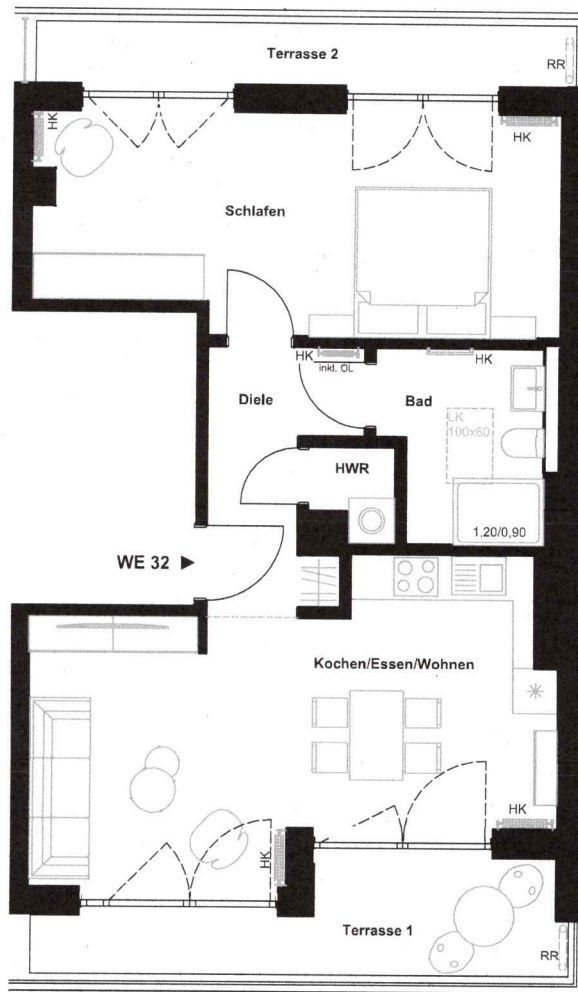 Terrasse 2
RR
HK
HK
Schlafen
HK
inkl. OL
HK
Diele
Bad
LK
100x60
HWR
1,20/0,90
WE 32
Kochen/Essen/Wohnen
HK
HK
Terrasse 1
RR